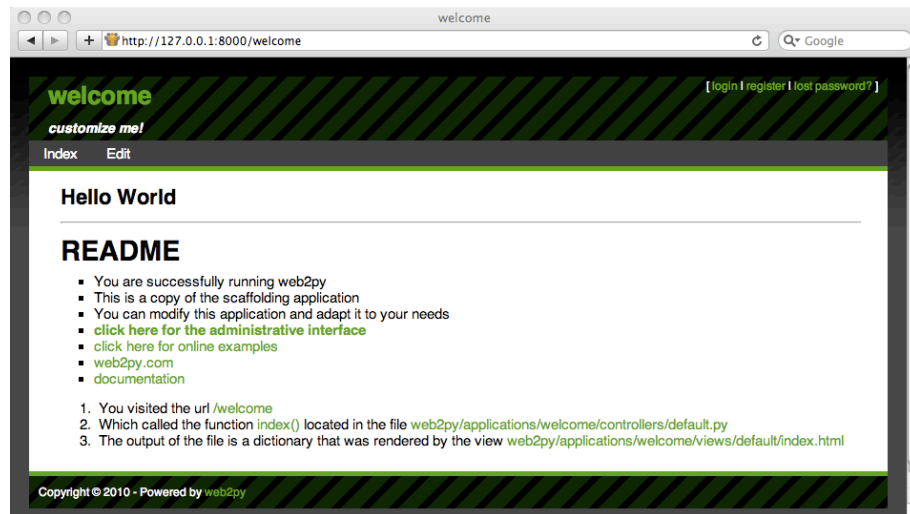 welcome
http://127.0.0.1:8000/welcome
Google
welcome
[ login | register | lost password? ]
customize me!
Index Edit
Hello World
README
You are successfully running web2py
This is a copy of the scaffolding application
You can modify this application and adapt it to your needs
click here for the administrative interface
click here for online examples
web2py.com
documentation
1. You visited the url /welcome
2. Which called the function index() located in the file web2py/applications/welcome/controllers/default.py
3. The output of the file is a dictionary that was rendered by the view web2py/applications/welcome/views/default/index.html
Copyright © 2010 - Powered by web2py